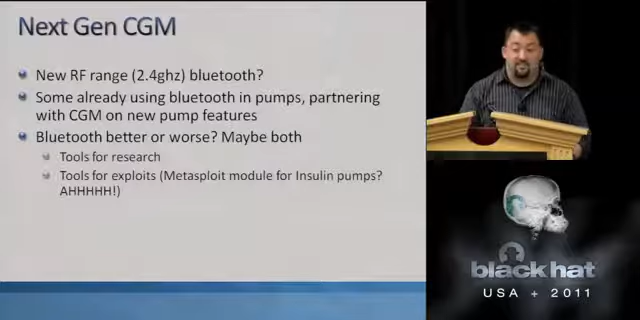 Next Gen CGM
New RF range (2.4ghz) bluetooth?
Some already using bluetooth in pumps, partnering
with CGM on new pump features
Bluetooth better or worse? Maybe both
Tools for research
Tools for exploits (Metasploit module for Insulin pumps?
AHHHHH!)
black hat
USA + 2011